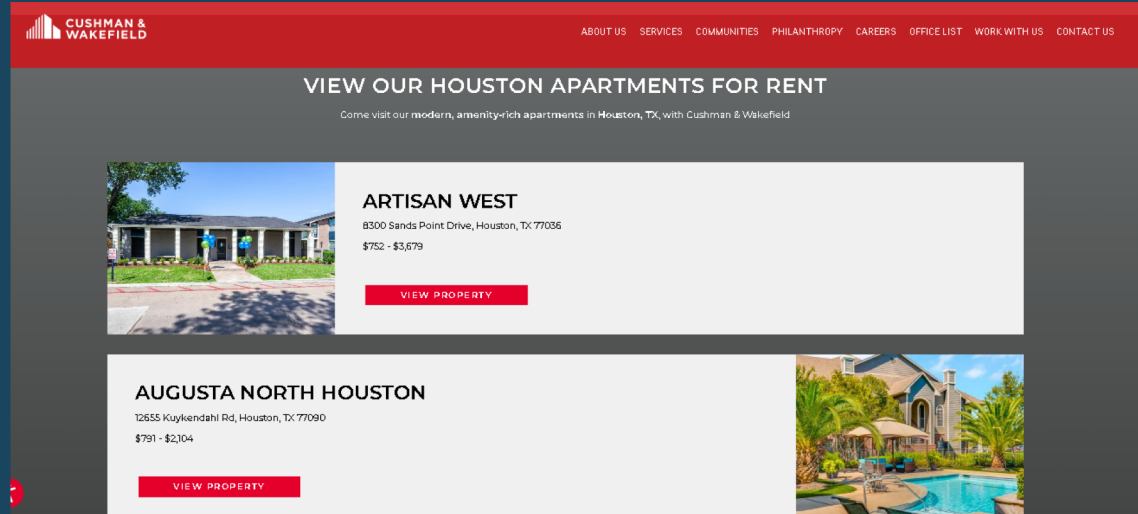 CUSHMAN &
WAKEFIELD
ABOUT US SERVICES COMMUNITIES PHILANTHROPY CAREERS OFFICE LIST WORK WITH US CONTACT US
VIEW OUR HOUSTON APARTMENTS FOR RENT
Come visit our modern, amenity-rich apartments in Houston, TX, with Cushman & Wakefield
ARTISAN WEST
8300 Sands Point Drive, Houston, TX 77036
$752 - $3,679
VIEW PROPERTY
AUGUSTA NORTH HOUSTON
12655 Kuykendahl Rd, Houston, TX 77090
$791 - $2,104
VIEW PROPERTY